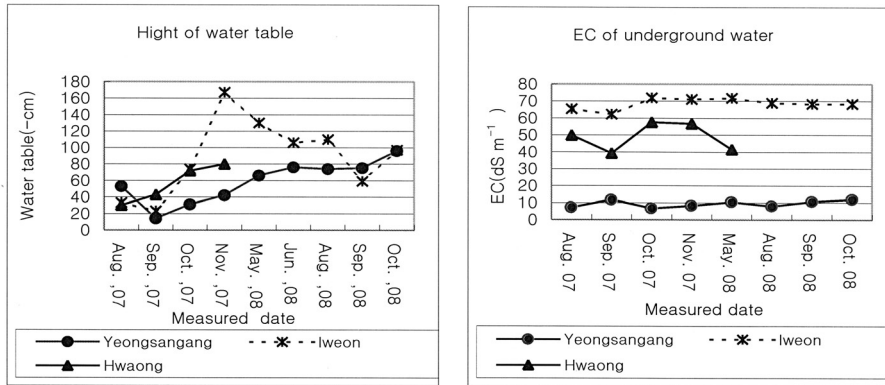 Hight of water table
Water table(-cm)
180
160
140
120
100
80
60
40
20
0
Aug. ,07
Sep. ,07
Oct. ,07
Nov. ,07
May. ,08
Jun. ,08
Aug. ,08
Sep. ,08
Oct. ,08
Measured date
Yeongsangang
Iweon
Hwaong
EC of underground water
EC(dS m⁻¹)
80
70
60
50
40
30
20
10
0
Aug. 07
Sep. 07
Oct. 07
Nov. 07
May. 08
Aug. 08
Sep. 08
Oct. 08
Measured date
Yeongsangang
Iweon
Hwaong